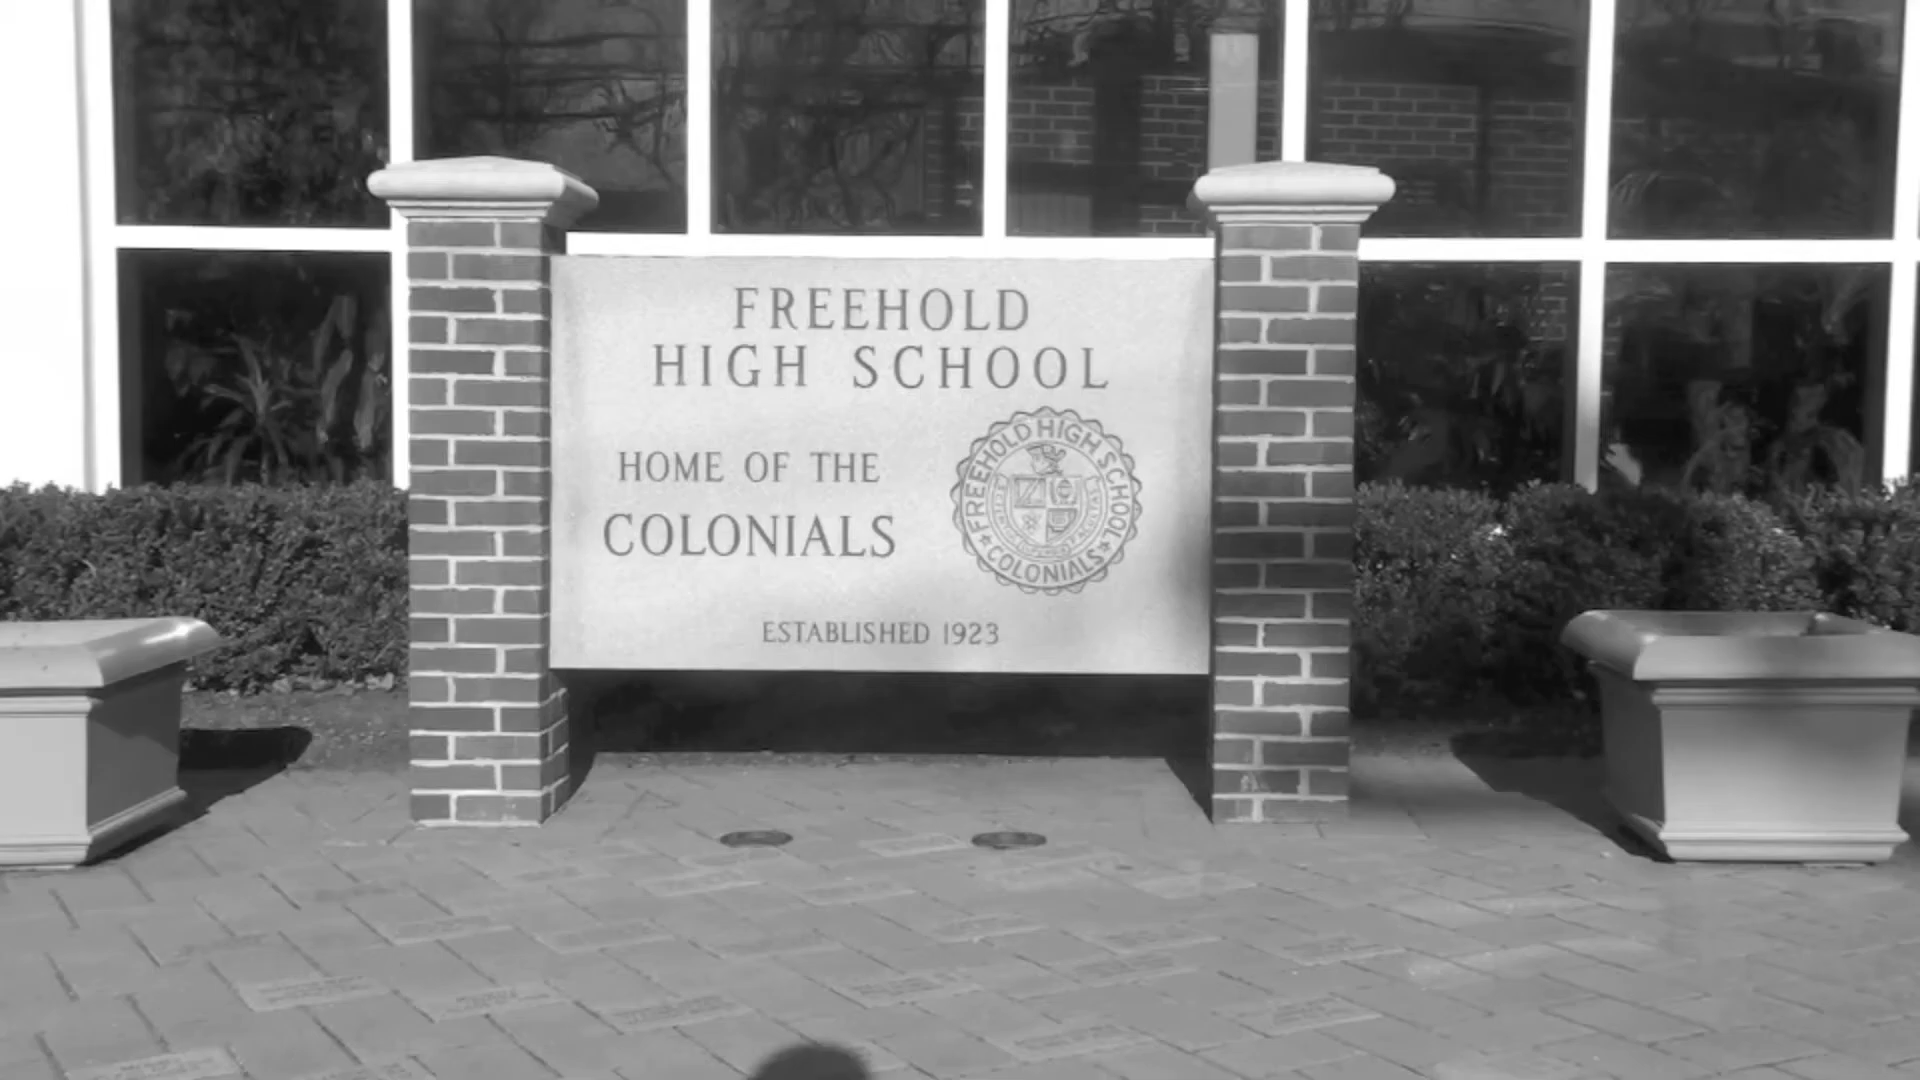 FREEHOLD
HIGH SCHOOL
HOME OF THE
COLONIALS
FREEHOLD HIGH SCHOOL
★ COLONIALS ★
ESTABLISHED 1923